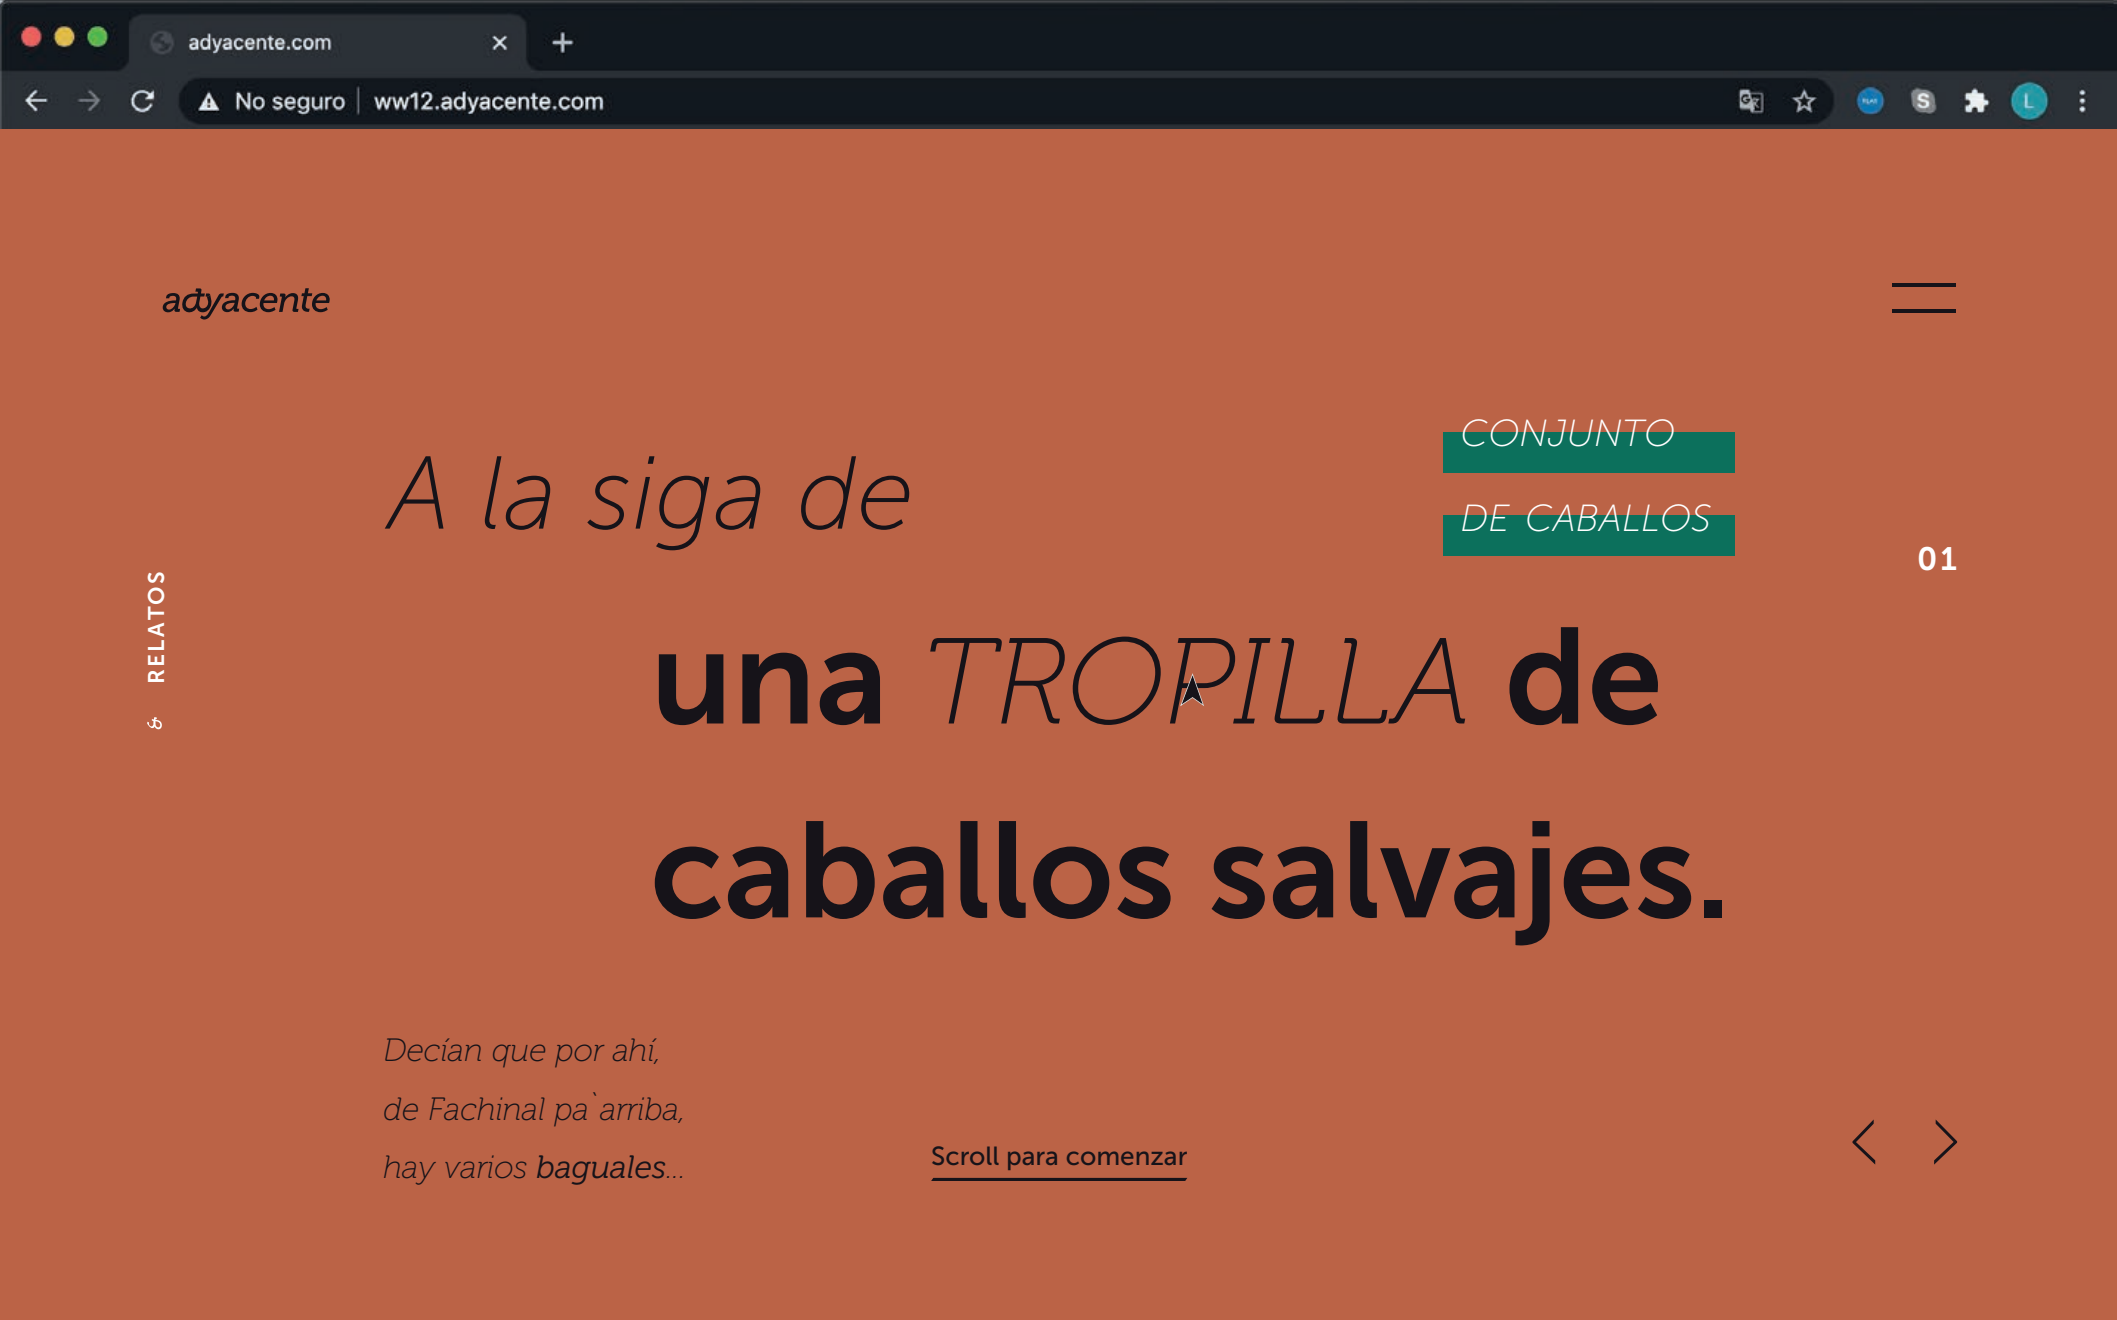 adyacente.com
No seguro
ww12.adyacente.com
S
L
adyacente
CONJUNTO
DE CABALLOS
A la siga de
una TROPILLA de
caballos salvajes.
01
& RELATOS
Decían que por ahí,
de Fachinal pa`arriba,
hay varios baguales...
Scroll para comenzar